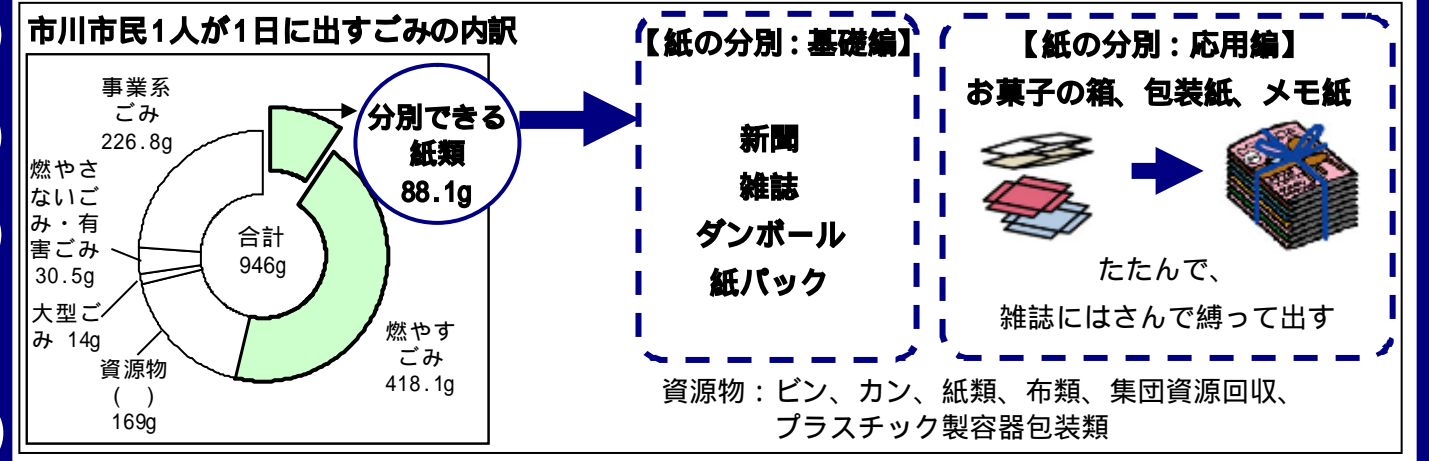 市川市民1人が1日に出すごみの内訳
事業系
ごみ
226.8g
燃やさ
ないご
み・有
害ごみ
30.5g
大型ご
み 14g
資源物
(　)
169g
合計
946g
燃やす
ごみ
418.1g
分別できる
紙類
88.1g
【紙の分別：基礎編】
新聞
雑誌
ダンボール
紙パック
【紙の分別：応用編】
お菓子の箱、包装紙、メモ紙
たたんで、
雑誌にはさんで縛って出す
資源物：ビン、カン、紙類、布類、集団資源回収、
プラスチック製容器包装類